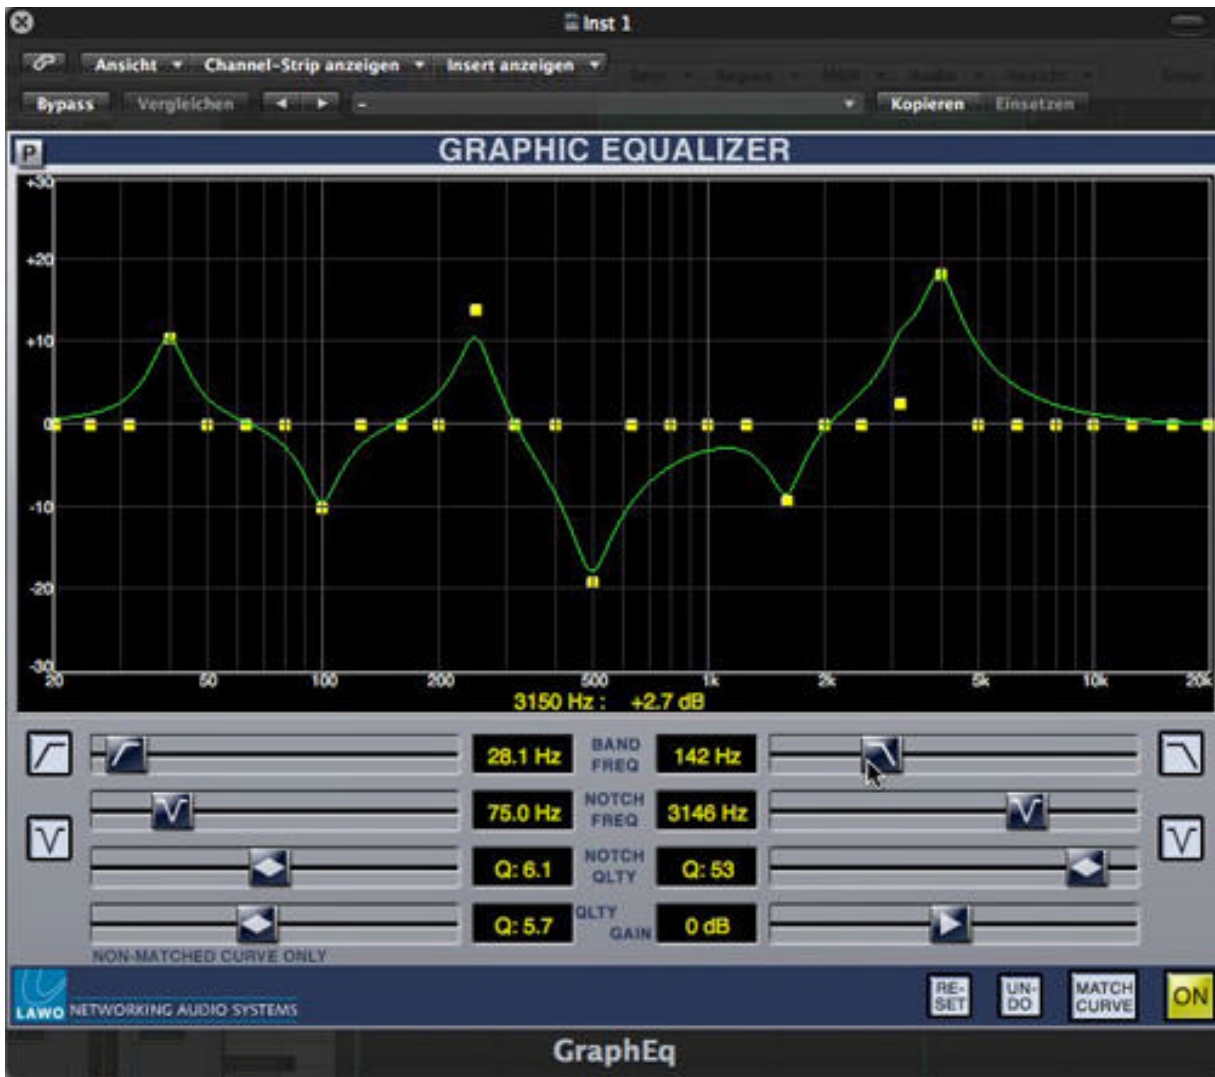 Inst 1
Ansicht Channel-Strip anzeigen Insert anzeigen
Bypass Vergleichen - Kopieren Einsetzen
P GRAPHIC EQUALIZER
+30
+20
+10
0
-10
-20
-30
20 50 100 200 500 1k 2k 5k 10k 20k
3150 Hz : +2.7 dB
28.1 Hz BAND FREQ 142 Hz
75.0 Hz NOTCH FREQ 3146 Hz
Q: 6.1 NOTCH QLTY Q: 53
Q: 5.7 QLTY GAIN 0 dB
NON-MATCHED CURVE ONLY
LAWO NETWORKING AUDIO SYSTEMS
RE-SET UN-DO MATCH CURVE ON
GraphEq